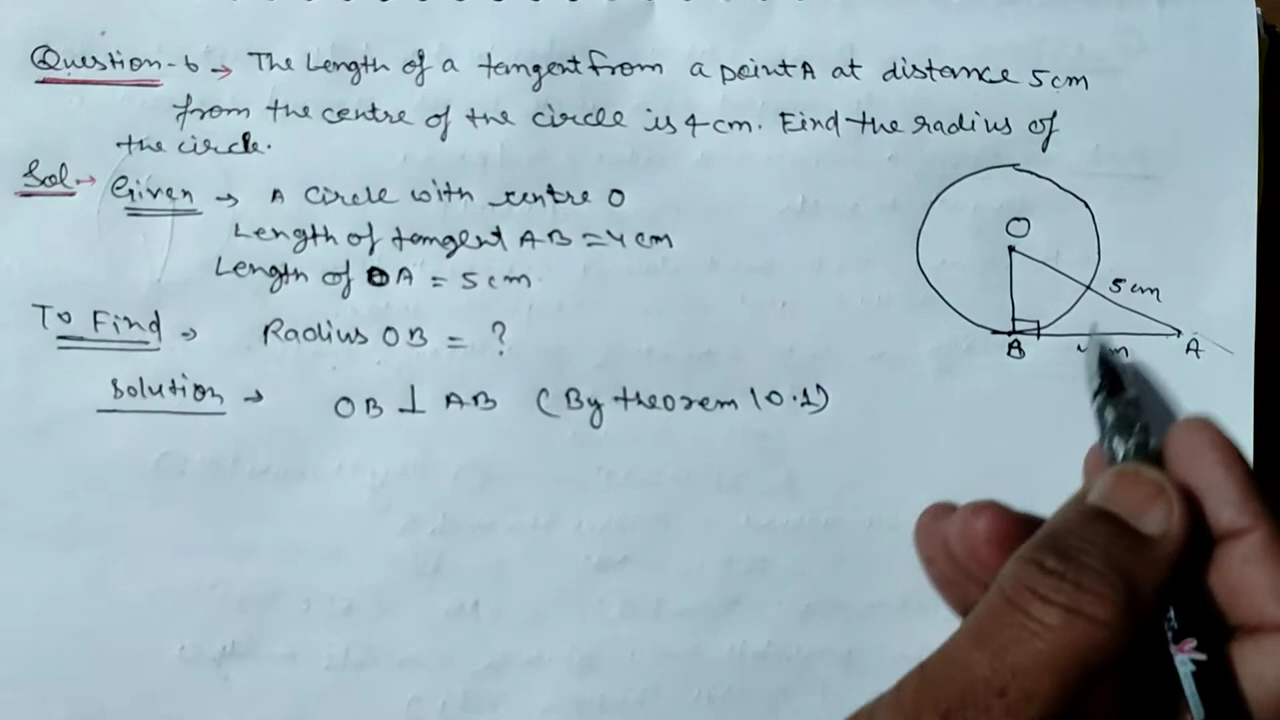 Question-6 → The Length of a tangent from a point A at distance 5cm
from the centre of the circle is 4cm. Find the radius of
the circle.
Sol → Given → A Circle with centre O
Length of tangent AB = 4cm
Length of OA = 5cm.
To Find → Radius OB = ?
Solution → OB ⊥ AB (By theorem 10.1)
O
5cm
B
A